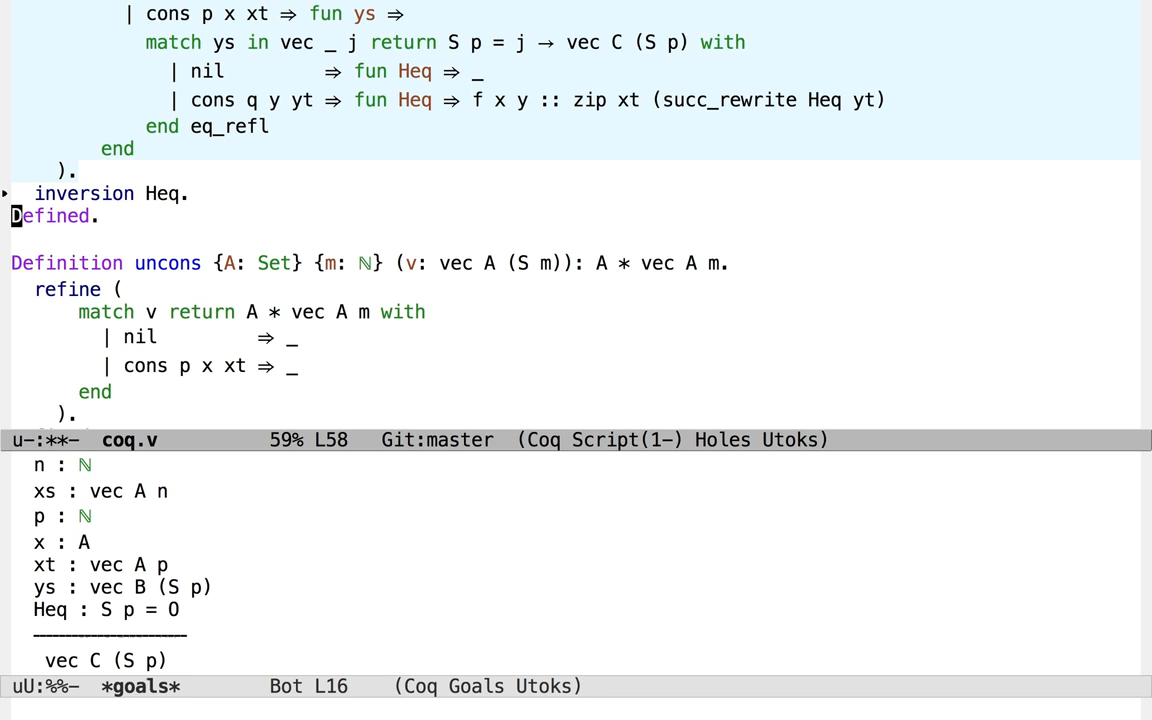 | cons p x xt ⇒ fun ys ⇒
match ys in vec _ j return S p = j → vec C (S p) with
| nil ⇒ fun Heq ⇒ _
| cons q y yt ⇒ fun Heq ⇒ f x y :: zip xt (succ_rewrite Heq yt)
end eq_refl
end
).
inversion Heq.
Defined.
Definition uncons {A: Set} {m: ℕ} (v: vec A (S m)): A * vec A m.
refine (
match v return A * vec A m with
| nil ⇒ _
| cons p x xt ⇒ _
end
).
u-:**- coq.v 59% L58 Git:master (Coq Script(1-) Holes Utoks)
n : ℕ
xs : vec A n
p : ℕ
x : A
xt : vec A p
ys : vec B (S p)
Heq : S p = O
vec C (S p)
uU:%%- *goals* Bot L16 (Coq Goals Utoks)